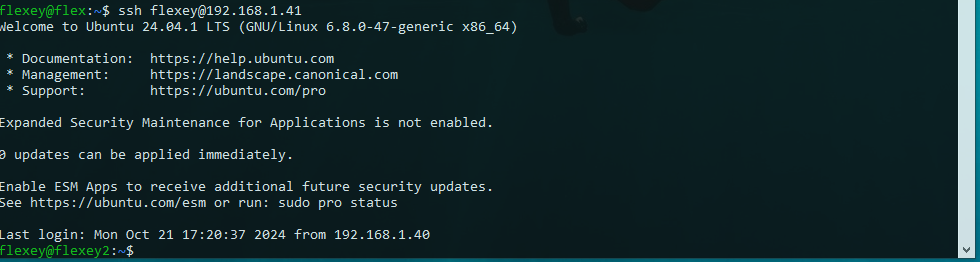 flexey@flex:~$ ssh flexey@192.168.1.41
Welcome to Ubuntu 24.04.1 LTS (GNU/Linux 6.8.0-47-generic x86_64)
* Documentation:  https://help.ubuntu.com
* Management:     https://landscape.canonical.com
* Support:        https://ubuntu.com/pro
Expanded Security Maintenance for Applications is not enabled.
0 updates can be applied immediately.
Enable ESM Apps to receive additional future security updates.
See https://ubuntu.com/esm or run: sudo pro status
Last login: Mon Oct 21 17:20:37 2024 from 192.168.1.40
flexey@flexey2:~$